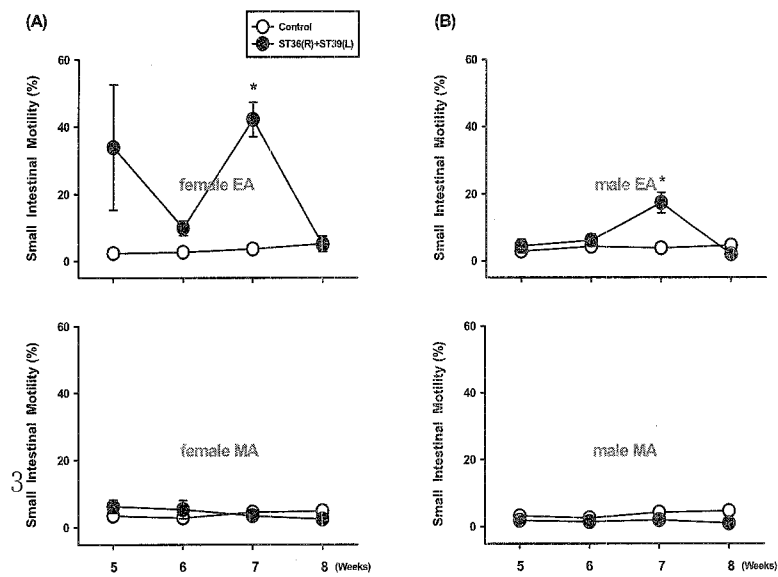 (A)
Control
ST36(R)+ST39(L)
(B)
Small Intestinal Motility (%)
60
40
20
0
*
female EA
Small Intestinal Motility (%)
60
40
20
0
*
male EA
Small Intestinal Motility (%)
60
40
20
0
female MA
5 6 7 8 (Weeks)
Small Intestinal Motility (%)
60
40
20
0
male MA
5 6 7 8 (Weeks)
3